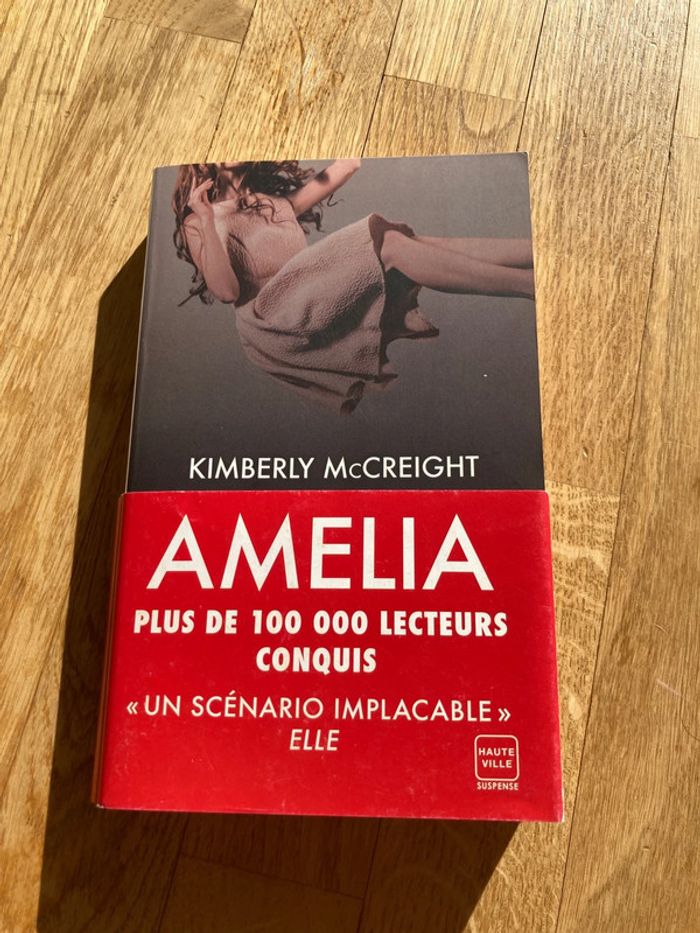 KIMBERLY McCREIGHT
AMELIA
PLUS DE 100 000 LECTEURS
CONQUIS
« UN SCÉNARIO IMPLACABLE »
ELLE
HAUTE
VILLE
SUSPENSE